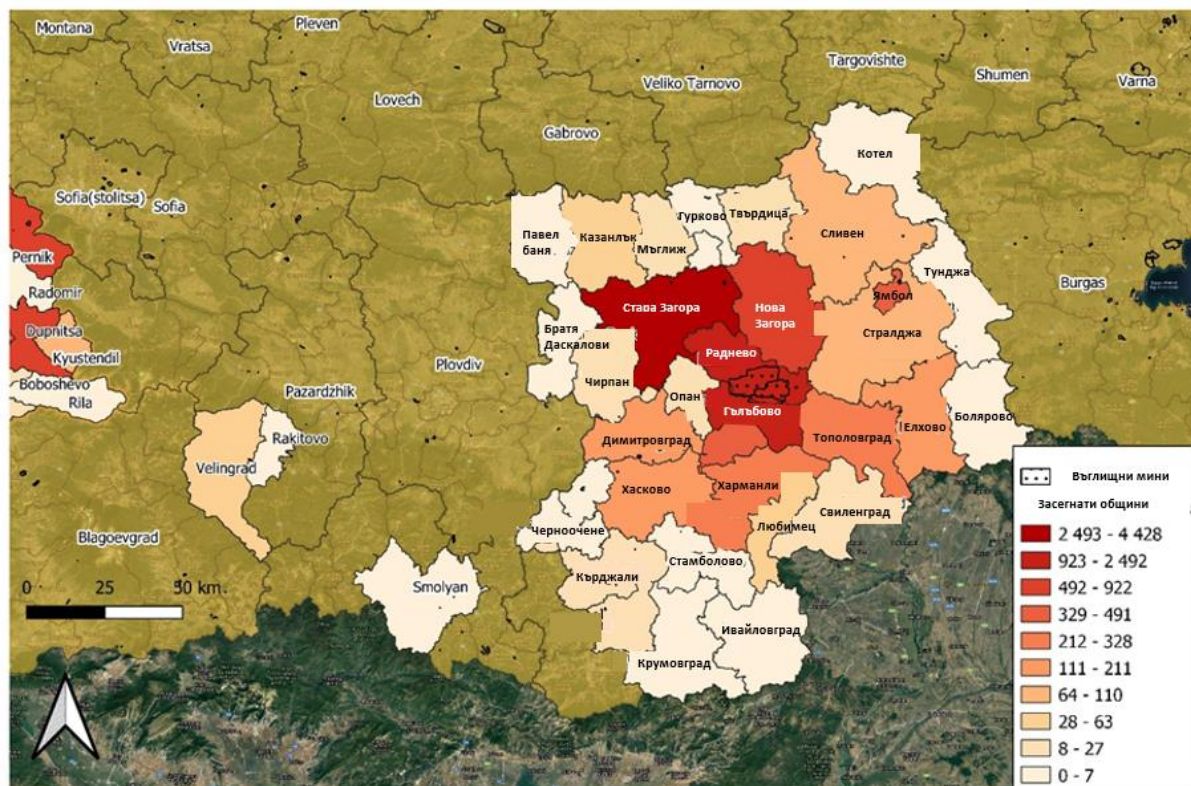 Montana
Vratsa
Pleven
Targovishte
Shumen
Varna
Veliko Tarnovo
Lovech
Gabrovo
Котел
Sofia(stolitsa)
Sofia
Павел
баня
Казанлък
Мъглиж
Гурково
Твърдица
Сливен
Тунджа
Burgas
Pernik
Radomir
Dupnitsa
Kyustendil
Boboshevo
Rila
Стара Загора
Нова
Загора
Ямбол
Братя
Даскалови
Стралджа
Plovdiv
Раднево
Чирпан
Опан
Гълъбово
Pazardzhik
Rakitovo
Velingrad
Димитровград
Тополовград
Елхово
Болярово
Хасково
Харманли
Свиленград
Любимец
Черноочене
Стамболово
Blagoevgrad
Smolyan
Кърджали
Ивайловград
Крумовград
0 25 50 km.
Въглищни мини
Засегнати общини
2 493 - 4 428
923 - 2 492
492 - 922
329 - 491
212 - 328
111 - 211
64 - 110
28 - 63
8 - 27
0 - 7